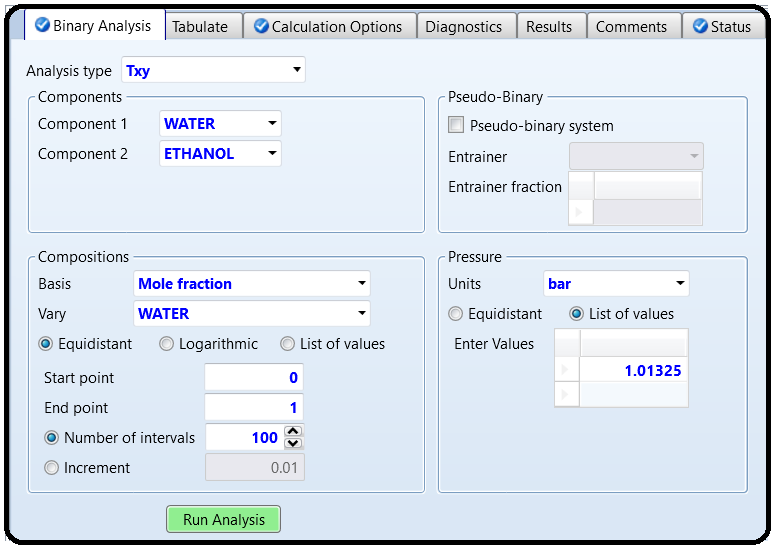 Binary Analysis Tabulate Calculation Options Diagnostics Results Comments Status
Analysis type Txy
Components
Component 1 WATER
Component 2 ETHANOL
Pseudo-Binary
Pseudo-binary system
Entrainer
Entrainer fraction
Compositions
Basis Mole fraction
Vary WATER
Equidistant Logarithmic List of values
Start point 0
End point 1
Number of intervals 100
Increment 0.01
Pressure
Units bar
Equidistant List of values
Enter Values
1.01325
Run Analysis